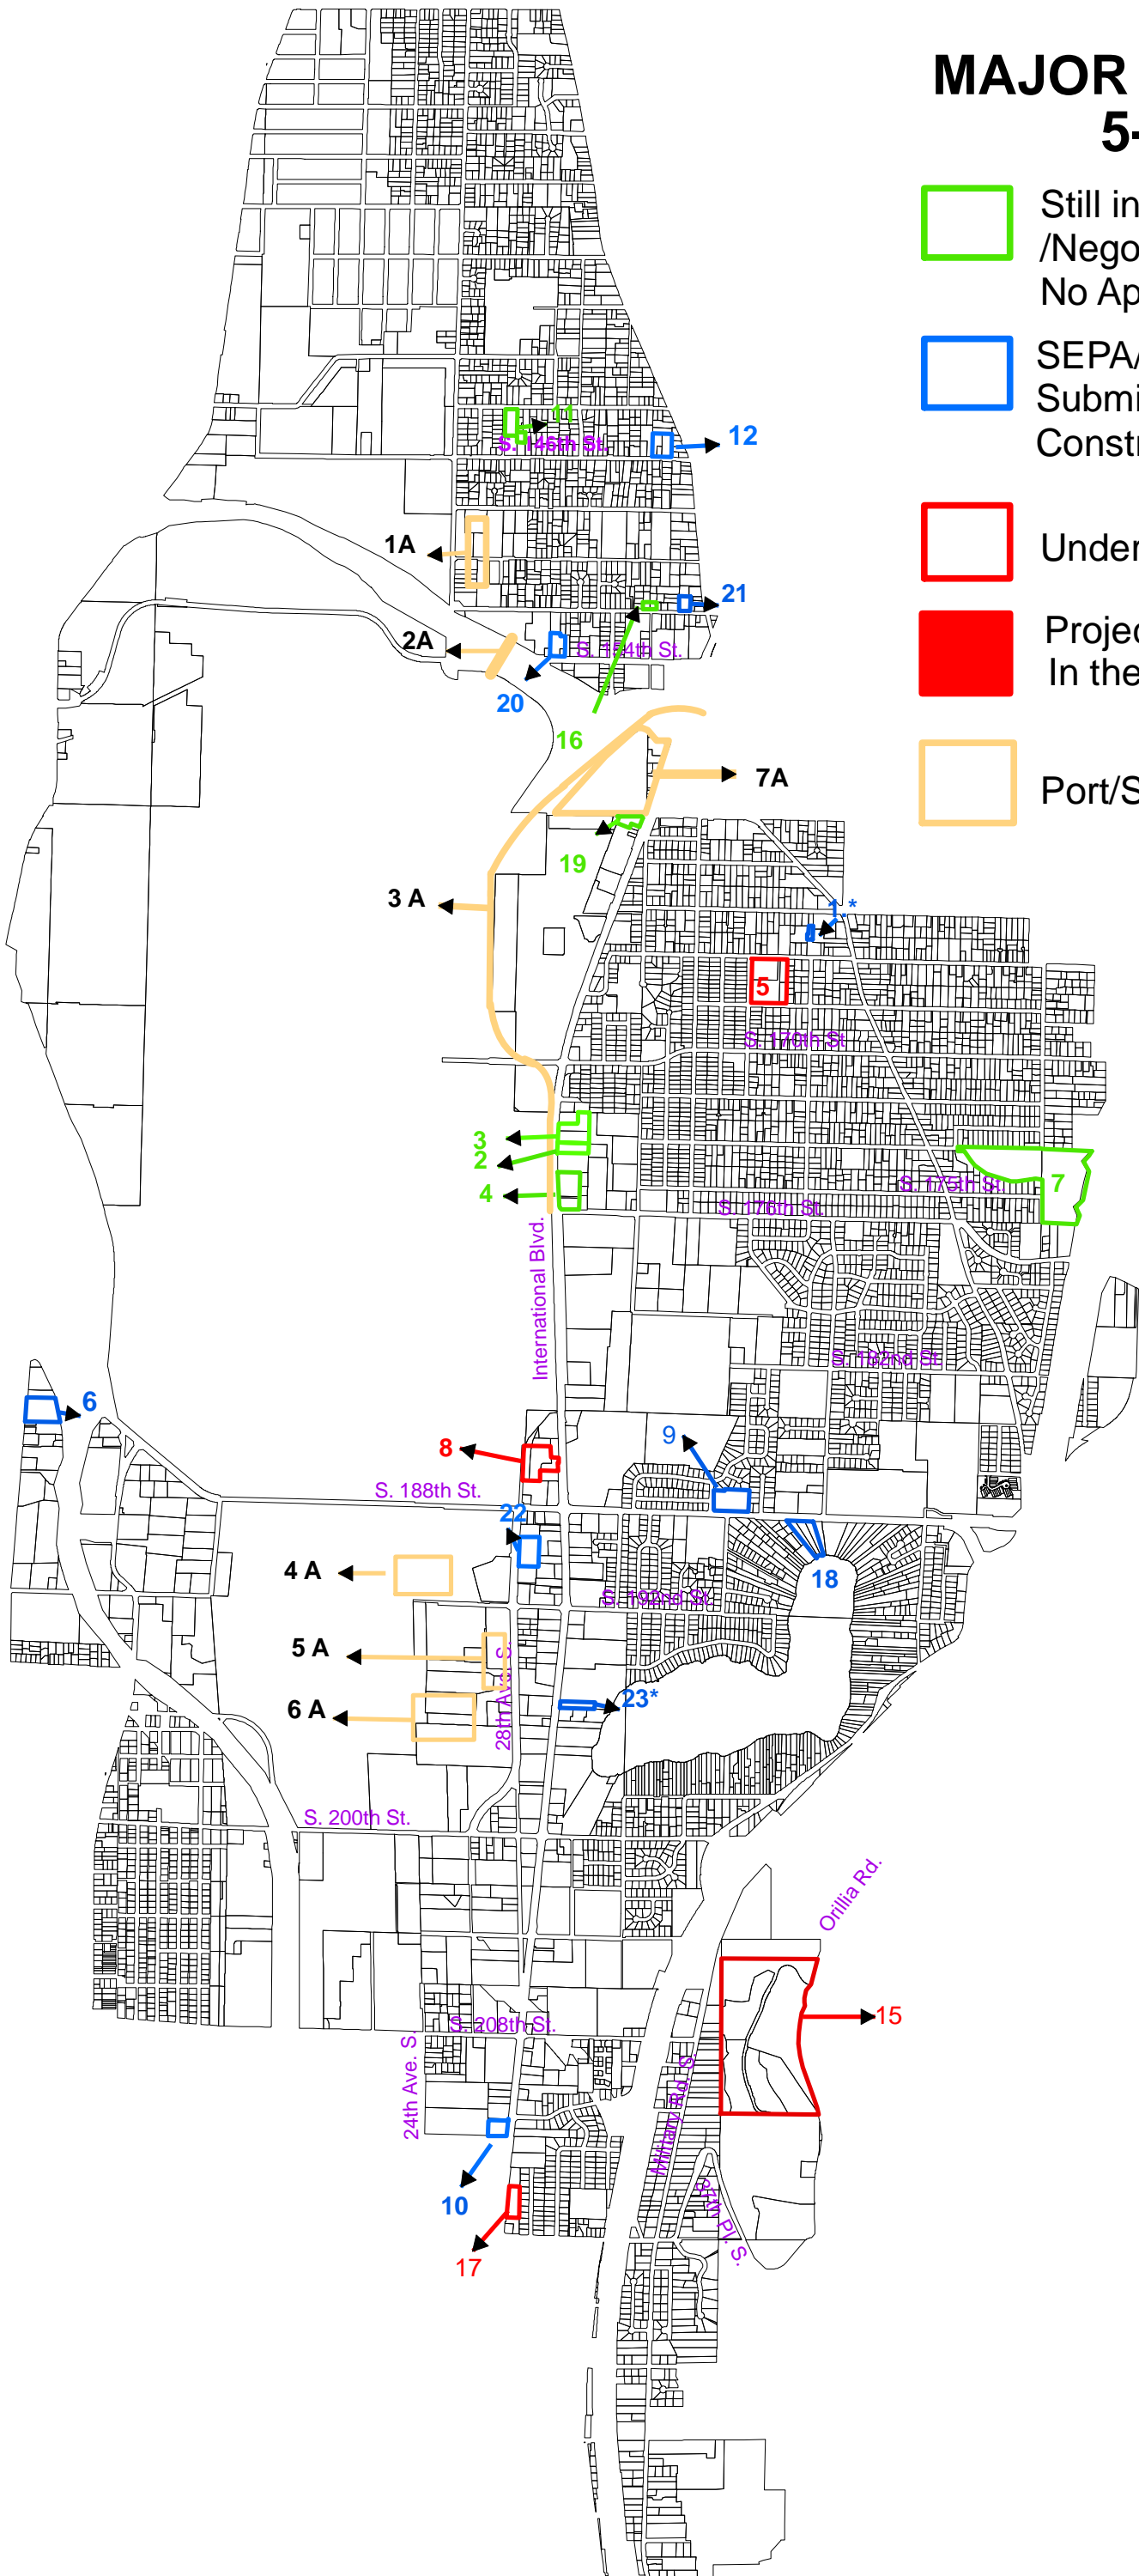 MAJOR
5-
Still in
/Nego
No Ap
SEPA/
Submi
Constr
Under
Projec
In the
Port/S
11
S. 146th St.
12
1A
21
2A
S. 154th St.
20
16
7A
19
3 A
1.*
5
S. 170th St
3
2
4
S. 175th St.
7
S. 176th St.
International Blvd.
S. 182nd St.
6
8
9
S. 188th St.
22
4 A
18
S. 192nd St.
5 A
28th Ave. S.
6 A
23*
S. 200th St.
Orillia Rd.
15
S. 208th St.
24th Ave. S.
Military Rd. S.
37th Pl. S.
10
17